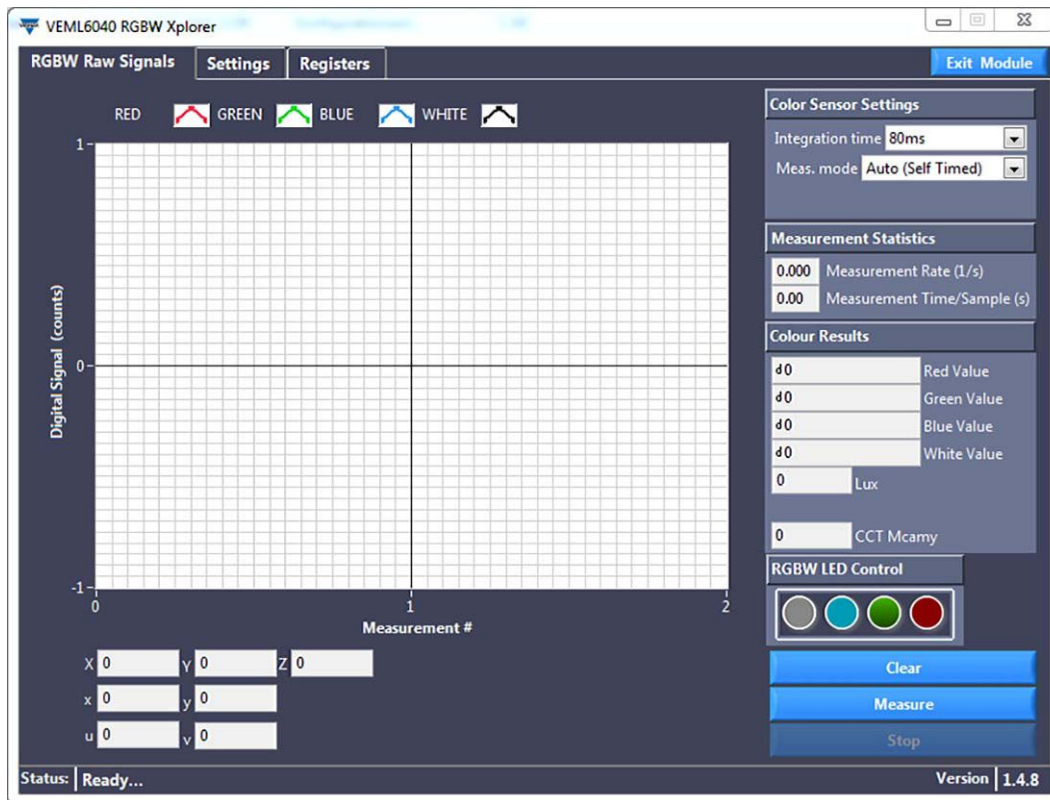 VEML6040 RGBW Xplorer
RGBW Raw Signals Settings Registers Exit Module
RED GREEN BLUE WHITE
1
0
-1
0 1 2
Digital Signal (counts)
Measurement #
X 0 Y 0 Z 0
x 0 y 0
u 0 v 0
Color Sensor Settings
Integration time 80ms
Meas. mode Auto (Self Timed)
Measurement Statistics
0.000 Measurement Rate (1/s)
0.00 Measurement Time/Sample (s)
Colour Results
d 0 Red Value
d 0 Green Value
d 0 Blue Value
d 0 White Value
0 Lux
0 CCT Mcamy
RGBW LED Control
Clear
Measure
Stop
Status: Ready... Version 1.4.8